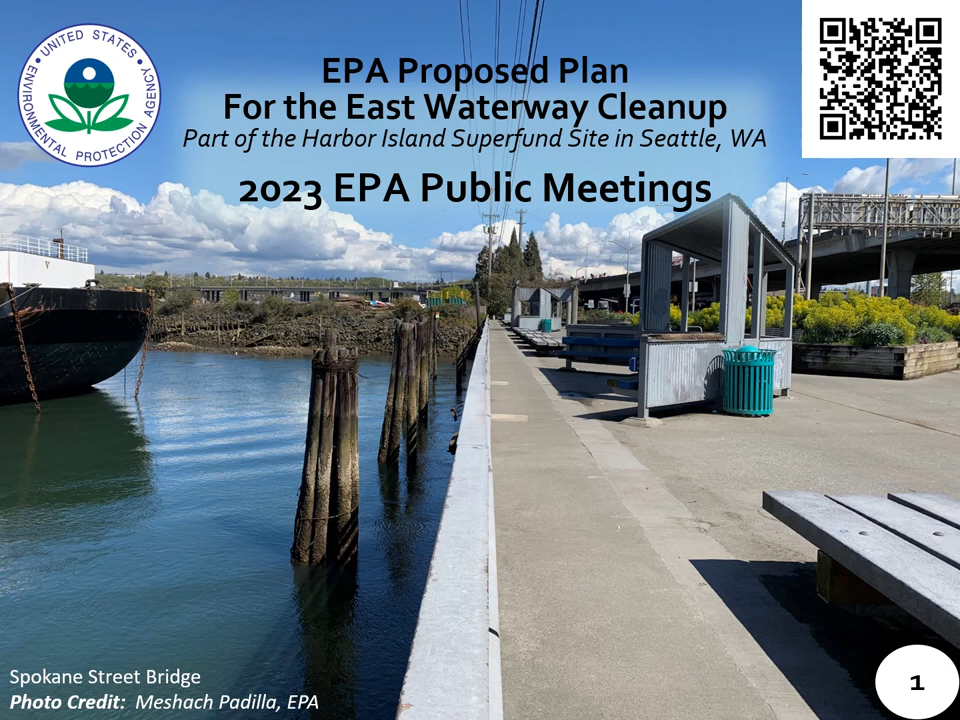 UNITED STATES
ENVIRONMENTAL PROTECTION AGENCY
EPA Proposed Plan
For the East Waterway Cleanup
Part of the Harbor Island Superfund Site in Seattle, WA
2023 EPA Public Meetings
Spokane Street Bridge
Photo Credit: Meshach Padilla, EPA
1